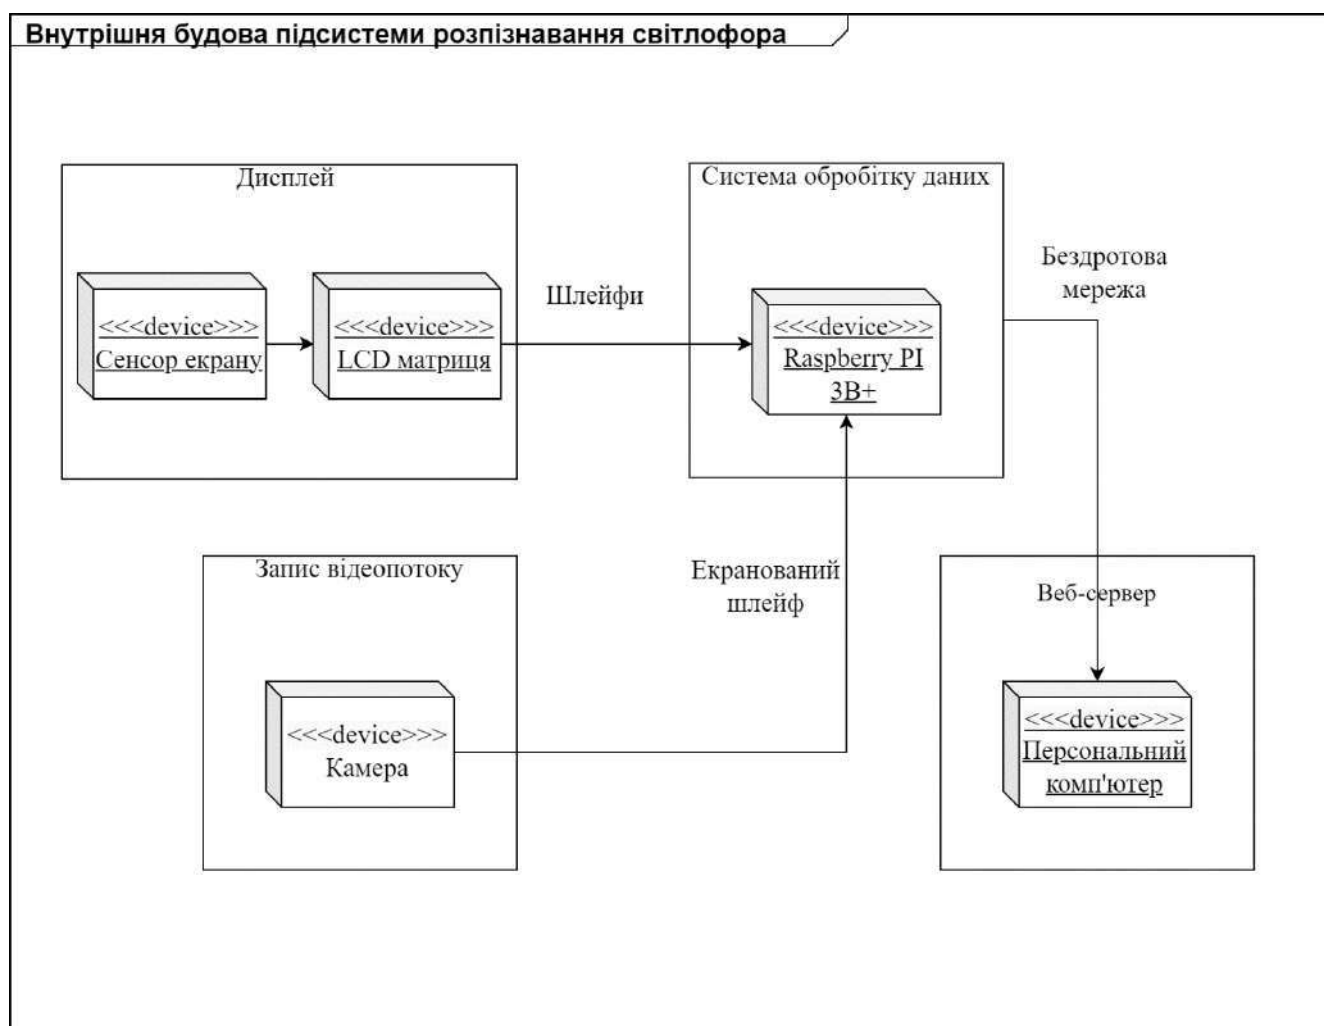 Внутрішня будова підсистеми розпізнавання світлофора
Дисплей
<<<device>>>
Сенсор екрану
<<<device>>>
LCD матриця
Шлейфи
Система обробітку даних
<<<device>>>
Raspberry PI
3B+
Бездротова
мережа
Запис відеопотоку
<<<device>>>
Камера
Екранований
шлейф
Веб-сервер
<<<device>>>
Персональний
комп'ютер